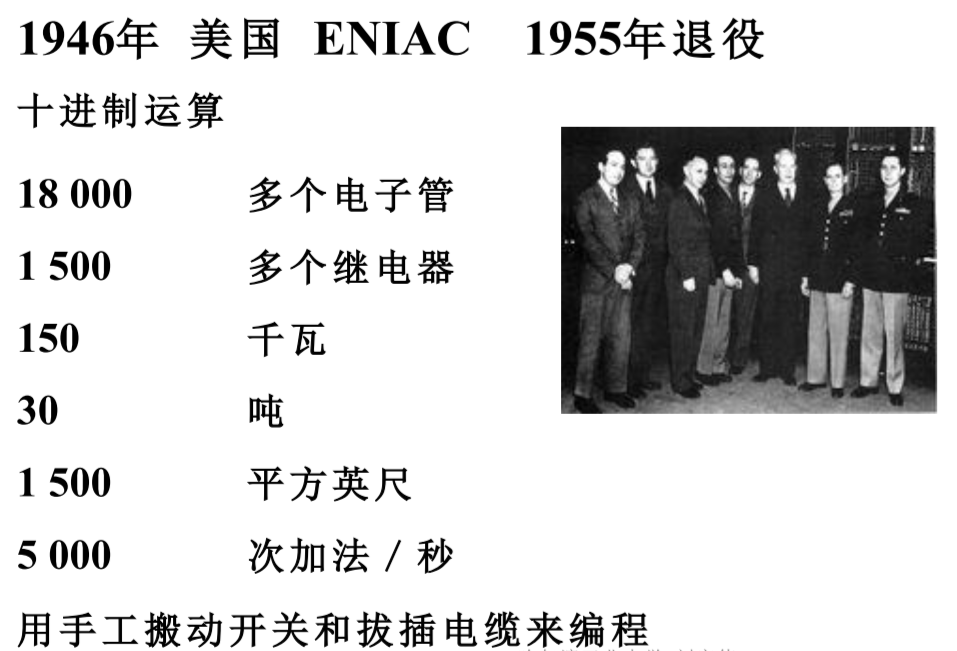 1946年 美国 ENIAC 1955年退役
十进制运算
18 000 多个电子管
1 500 多个继电器
150 千瓦
30 吨
1 500 平方英尺
5 000 次加法／秒
用手工搬动开关和拔插电缆来编程